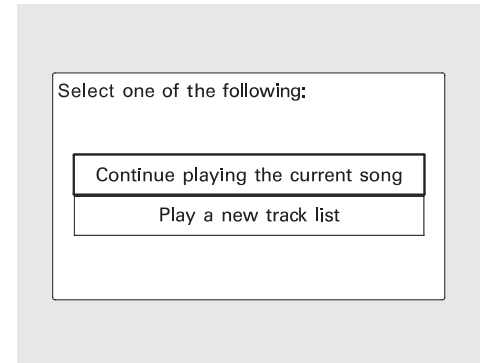 Select one of the following:
Continue playing the current song
Play a new track list